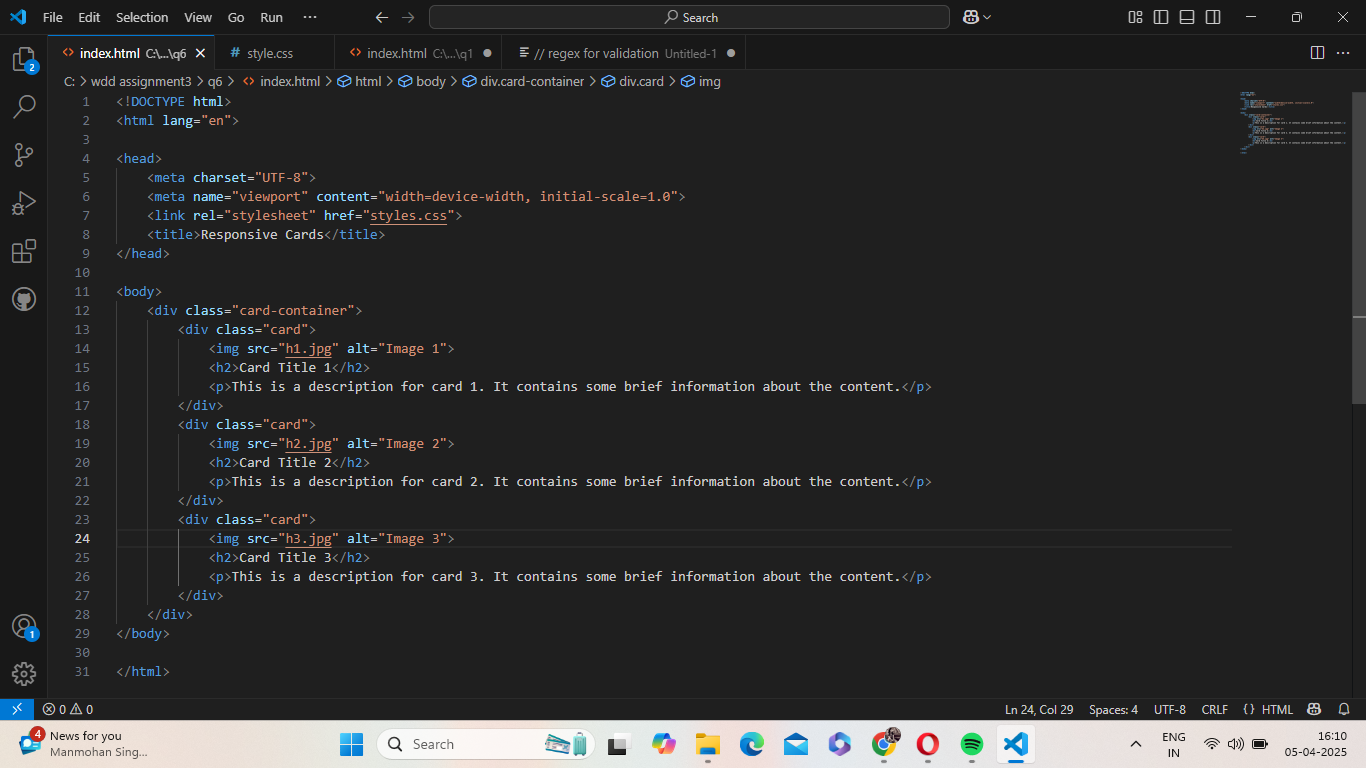 File Edit Selection View Go Run ··· Search
index.html C:\...\q6 # style.css index.html C:\...\q1 // regex for validation Untitled-1
C: > wdd assignment3 > q6 > index.html > html > body > div.card-container > div.card > img
1 <!DOCTYPE html>
2 <html lang="en">
3
4 <head>
5 <meta charset="UTF-8">
6 <meta name="viewport" content="width=device-width, initial-scale=1.0">
7 <link rel="stylesheet" href="styles.css">
8 <title>Responsive Cards</title>
9 </head>
10
11 <body>
12 <div class="card-container">
13 <div class="card">
14 <img src="h1.jpg" alt="Image 1">
15 <h2>Card Title 1</h2>
16 <p>This is a description for card 1. It contains some brief information about the content.</p>
17 </div>
18 <div class="card">
19 <img src="h2.jpg" alt="Image 2">
20 <h2>Card Title 2</h2>
21 <p>This is a description for card 2. It contains some brief information about the content.</p>
22 </div>
23 <div class="card">
24 <img src="h3.jpg" alt="Image 3">
25 <h2>Card Title 3</h2>
26 <p>This is a description for card 3. It contains some brief information about the content.</p>
27 </div>
28 </div>
29 </body>
30
31 </html>
2
1
0 0 Ln 24, Col 29 Spaces: 4 UTF-8 CRLF {} HTML
4 News for you
Manmohan Sing...
Search
ENG
IN
16:10
05-04-2025